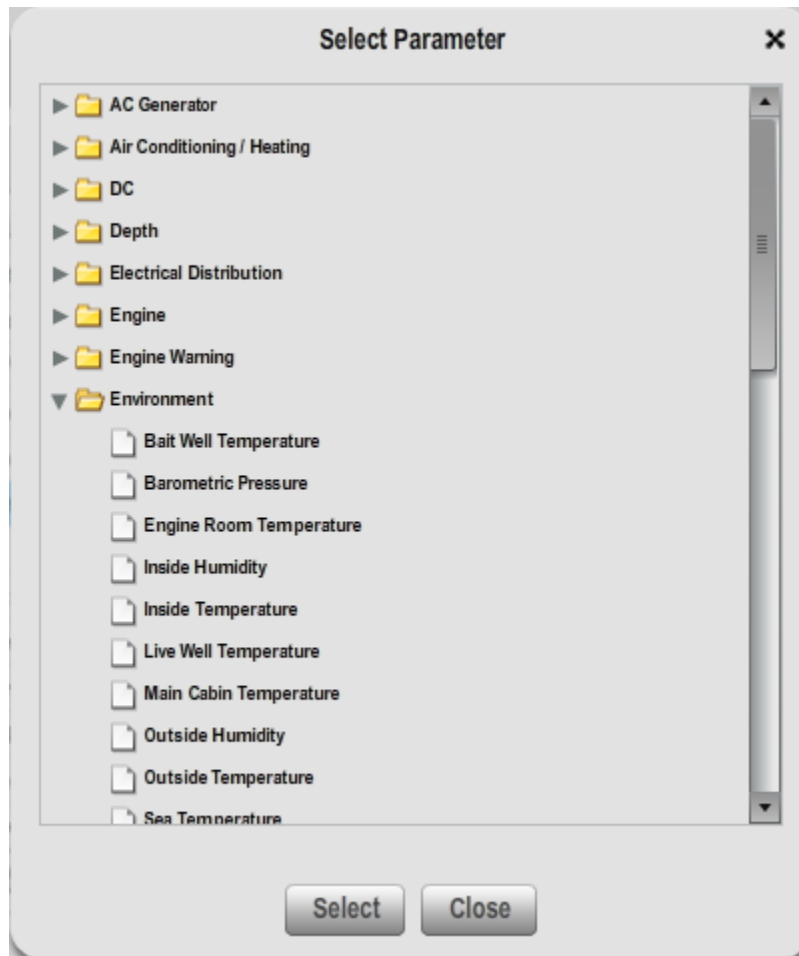 Select Parameter
AC Generator
Air Conditioning / Heating
DC
Depth
Electrical Distribution
Engine
Engine Warning
Environment
Bait Well Temperature
Barometric Pressure
Engine Room Temperature
Inside Humidity
Inside Temperature
Live Well Temperature
Main Cabin Temperature
Outside Humidity
Outside Temperature
Sea Temperature
Select Close